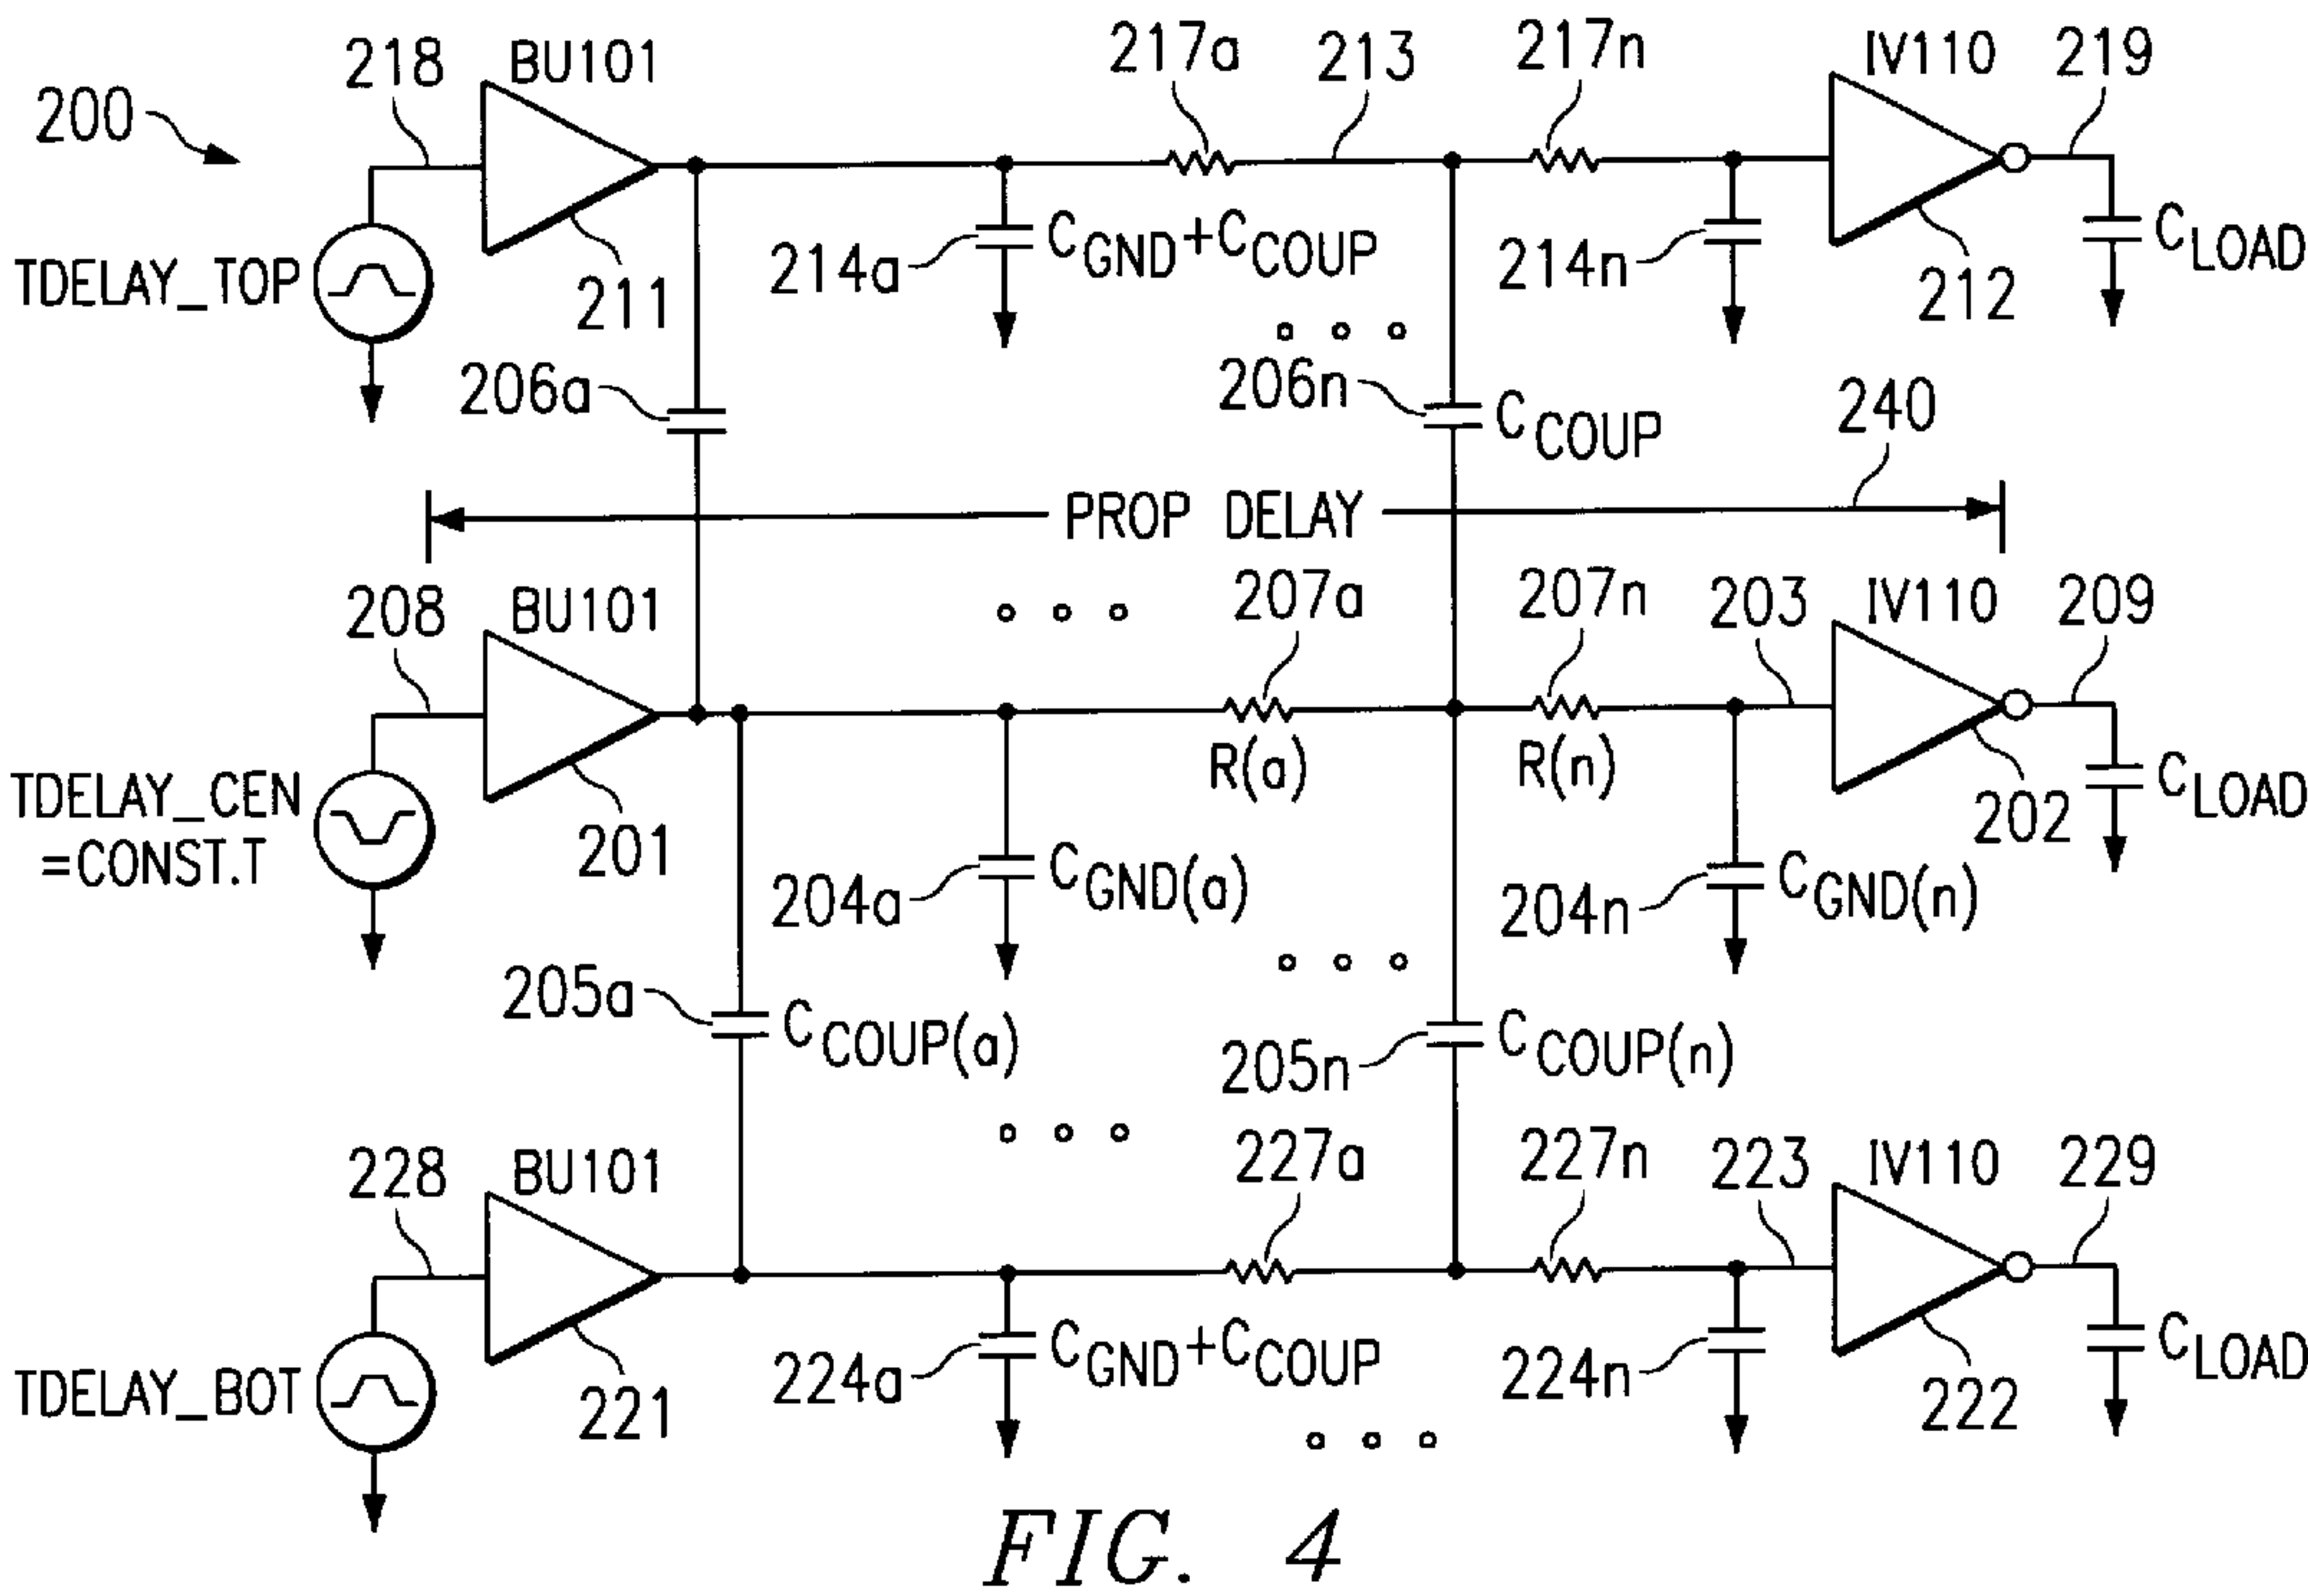 218 BU101 217a 213 217n IV110 219
200
TDELAY_TOP 211 214a CGND+CCOUP 214n 212 CLOAD
206a 206n CCOUP 240
PROP DELAY
208 BU101 207a 207n 203 IV110 209
R(a) R(n)
TDELAY_CEN
=CONST.T
201 204a CGND(a) 204n CGND(n) 202 CLOAD
205a CCOUP(a) 205n CCOUP(n)
228 BU101 227a 227n 223 IV110 229
TDELAY_BOT 221 224a CGND+CCOUP 224n 222 CLOAD
FIG. 4